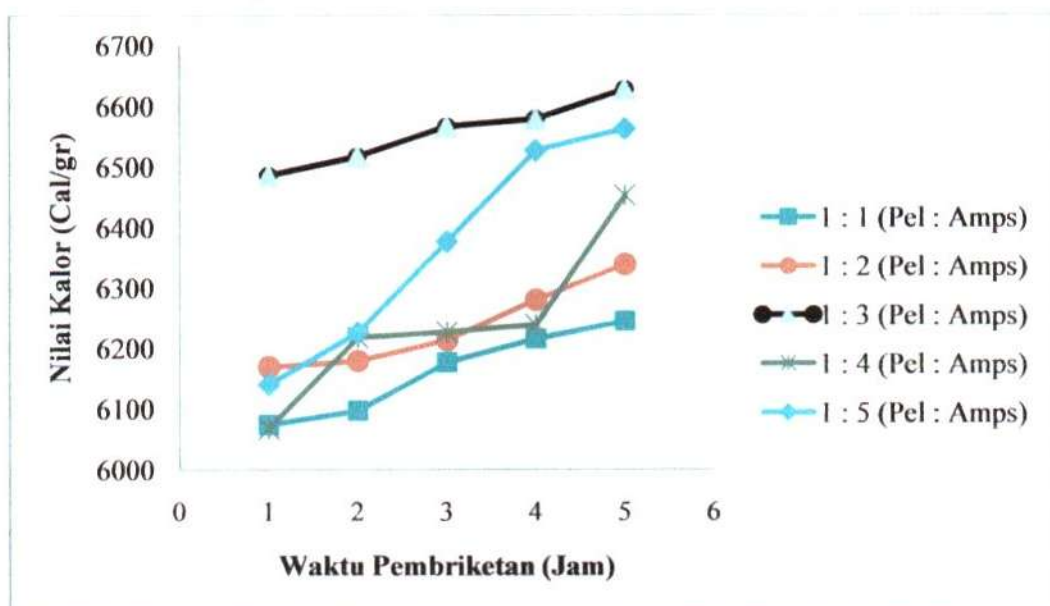 6700
6600
6500
6400
6300
6200
6100
6000
Nilai Kalor (Cal/gr)
0 1 2 3 4 5 6
Waktu Pembriketan (Jam)
1 : 1 (Pel : Amps)
1 : 2 (Pel : Amps)
1 : 3 (Pel : Amps)
1 : 4 (Pel : Amps)
1 : 5 (Pel : Amps)